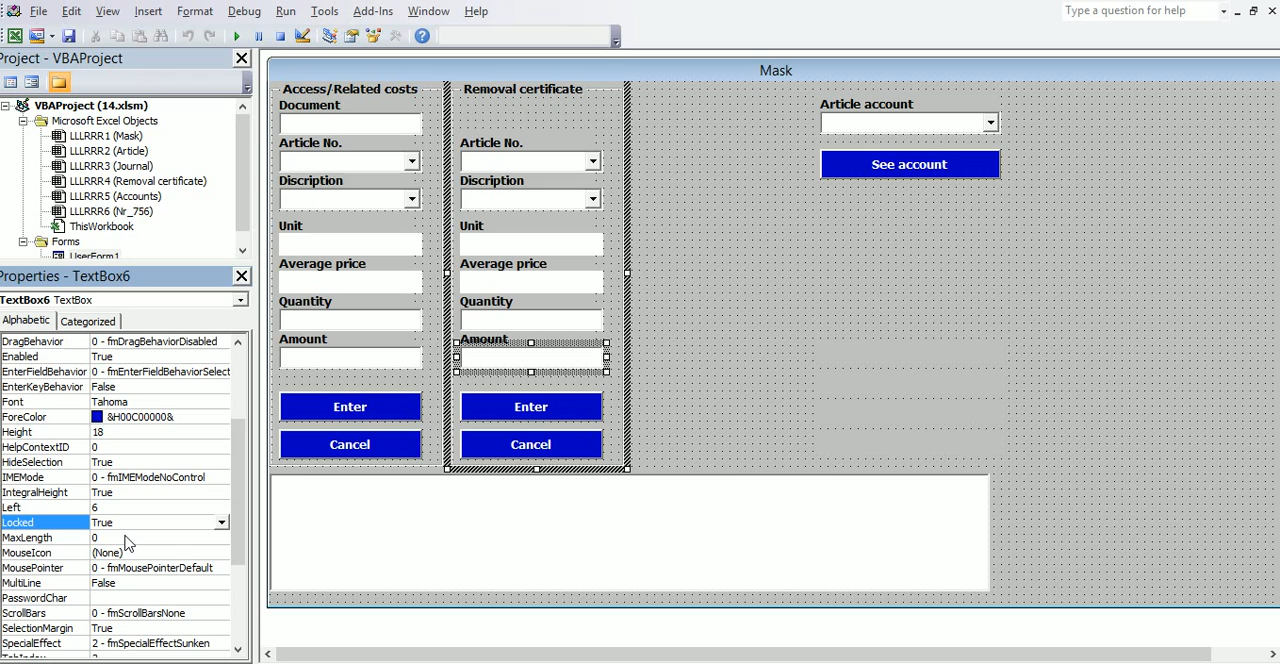 File Edit View Insert Format Debug Run Tools Add-Ins Window Help Type a question for help
Project - VBAProject
VBAProject (14.xlsm)
Microsoft Excel Objects
LLLRRR1 (Mask)
LLLRRR2 (Article)
LLLRRR3 (Journal)
LLLRRR4 (Removal certificate)
LLLRRR5 (Accounts)
LLLRRR6 (Nr_756)
ThisWorkbook
Forms
UserForm1
Properties - TextBox6
TextBox6 TextBox
Alphabetic Categorized
DragBehavior 0 - fmDragBehaviorDisabled
Enabled True
EnterFieldBehavior 0 - fmEnterFieldBehaviorSelect
EnterKeyBehavior False
Font Tahoma
ForeColor &H00C00000&
Height 18
HelpContextID 0
HideSelection True
IMEMode 0 - fmIMEModeNoControl
IntegralHeight True
Left 6
Locked True
MaxLength 0
MouseIcon (None)
MousePointer 0 - fmMousePointerDefault
MultiLine False
PasswordChar
ScrollBars 0 - fmScrollBarsNone
SelectionMargin True
SpecialEffect 2 - fmSpecialEffectSunken
Mask
Access/Related costs
Document
Article No.
Discription
Unit
Average price
Quantity
Amount
Enter
Cancel
Removal certificate
Article No.
Discription
Unit
Average price
Quantity
Amount
Enter
Cancel
Article account
See account